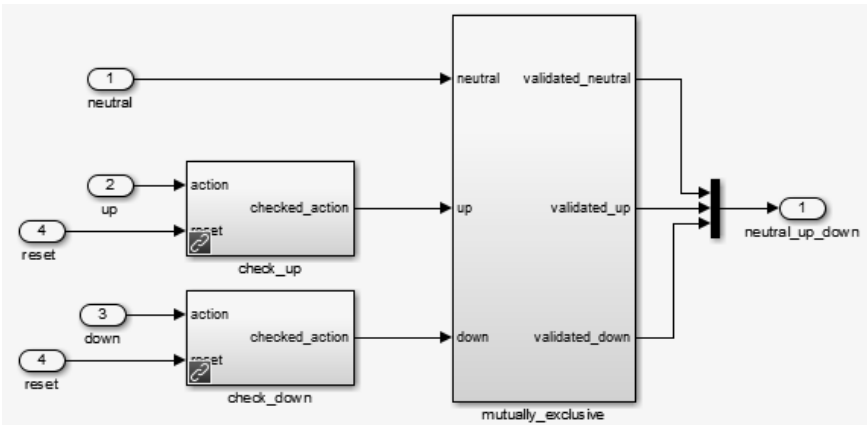 1
neutral
neutral
validated_neutral
2
up
action
checked_action
4
reset
reset
check_up
up
validated_up
1
neutral_up_down
3
down
action
checked_action
4
reset
reset
check_down
down
validated_down
mutually_exclusive